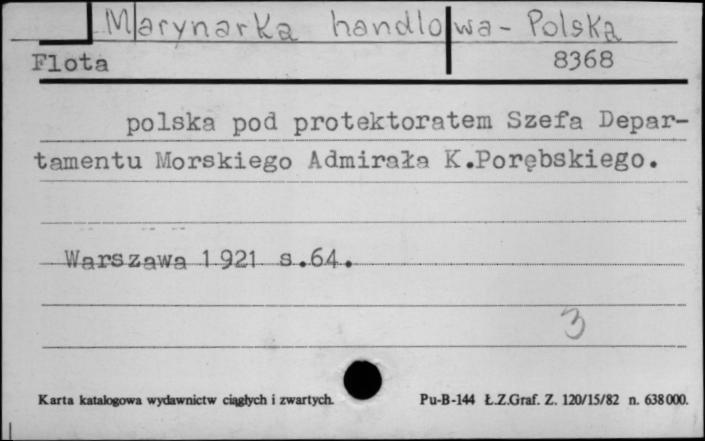 Marynarka handlowa - Polska
Flota 8368
polska pod protektoratem Szefa Depar-
tamentu Morskiego Admirała K.Porębskiego.
Warszawa 1921 s.64.
3
Karta katalogowa wydawnictw ciągłych i zwartych. Pu-B-144 Ł.Z.Graf. Z. 120/15/82 n. 638000.